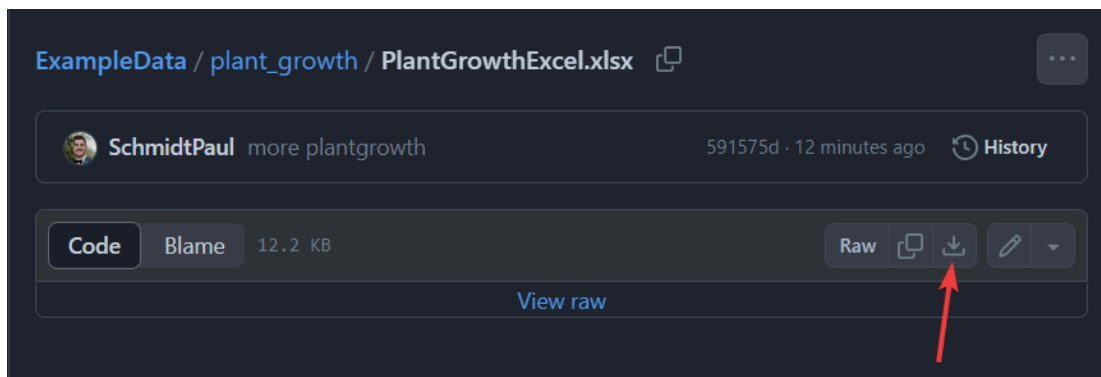 ExampleData / plant_growth / PlantGrowthExcel.xlsx
SchmidtPaul more plantgrowth 591575d · 12 minutes ago History
Code Blame 12.2 KB Raw
View raw